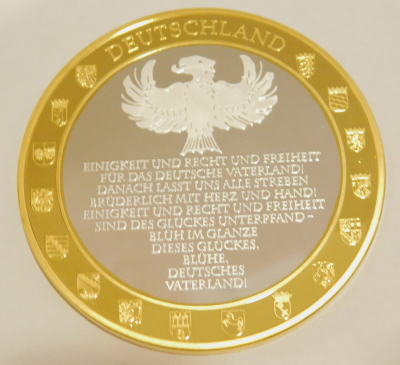 DEUTSCHLAND
EINIGKEIT UND RECHT UND FREIHEIT
FÜR DAS DEUTSCHE VATERLAND!
DANACH LASST UNS ALLE STREBEN
BRÜDERLICH MIT HERZ UND HAND!
EINIGKEIT UND RECHT UND FREIHEIT
SIND DES GLÜCKES UNTERPFAND –
BLÜH IM GLANZE
DIESES GLÜCKES,
BLÜHE,
DEUTSCHES
VATERLAND!